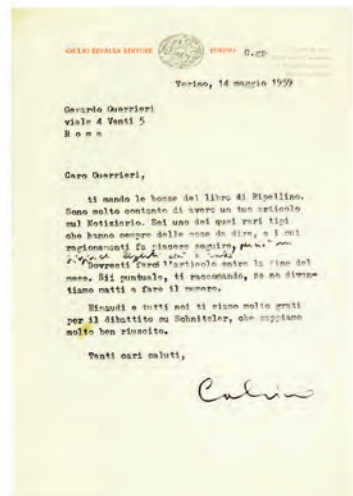 GIULIO EINAUDI EDITORE TORINO
Torino, 14 maggio 1959
Gerardo Guerrieri
viale 4 Venti 5
R o m a
Caro Guerrieri,
ti mando le bozze del libro di Ripellino.
Sono molto contento di avere un tuo articolo
sul Notiziario. Sei uno dei quei rari tipi
che hanno sempre delle cose da dire, e i cui
ragionamenti fa piacere seguire,
Dovresti farci l'articolo entro la fine del
mese. Sii puntuale, ti raccomando, se no diven-
tiamo matti a fare il numero.
Einaudi e tutti noi ti siamo molto grati
per il dibattito su Schnitzler, che sappiamo
molto ben riuscito.
Tanti cari saluti,
Calvino